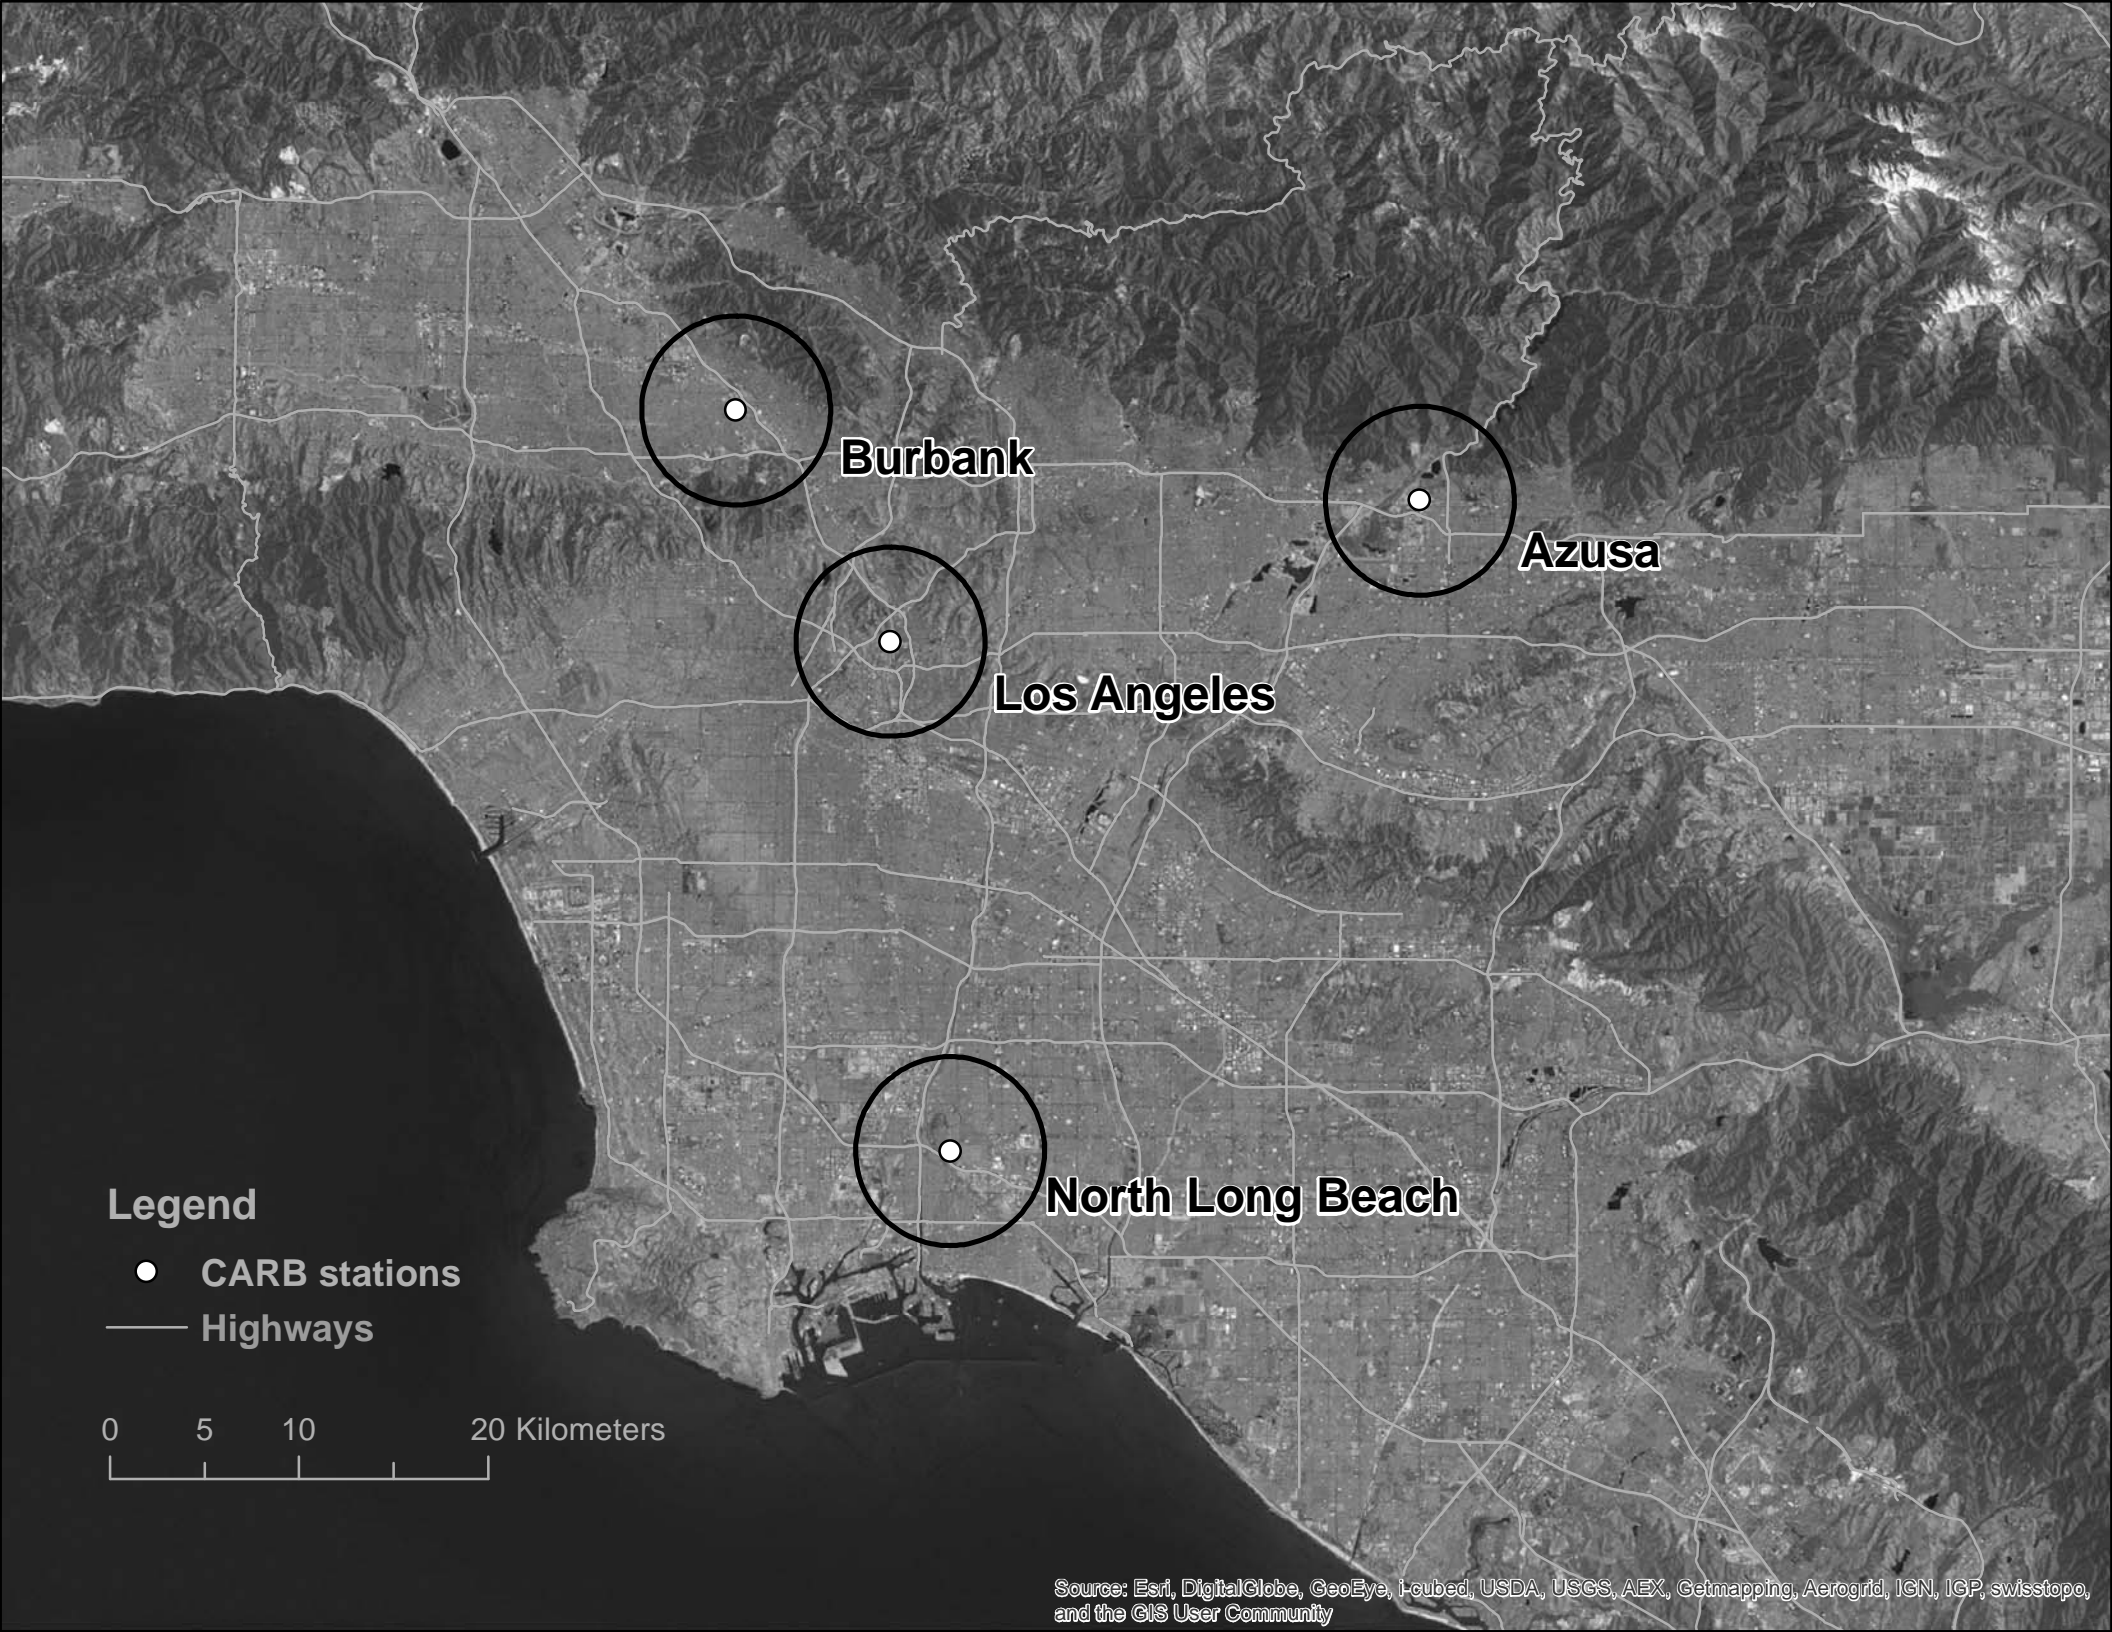 Burbank
Azusa
Los Angeles
North Long Beach
Legend
CARB stations
Highways
0 5 10 20 Kilometers
Source: Esri, DigitalGlobe, GeoEye, i-cubed, USDA, USGS, AEX, Getmapping, Aerogrid, IGN, IGP, swisstopo,
and the GIS User Community